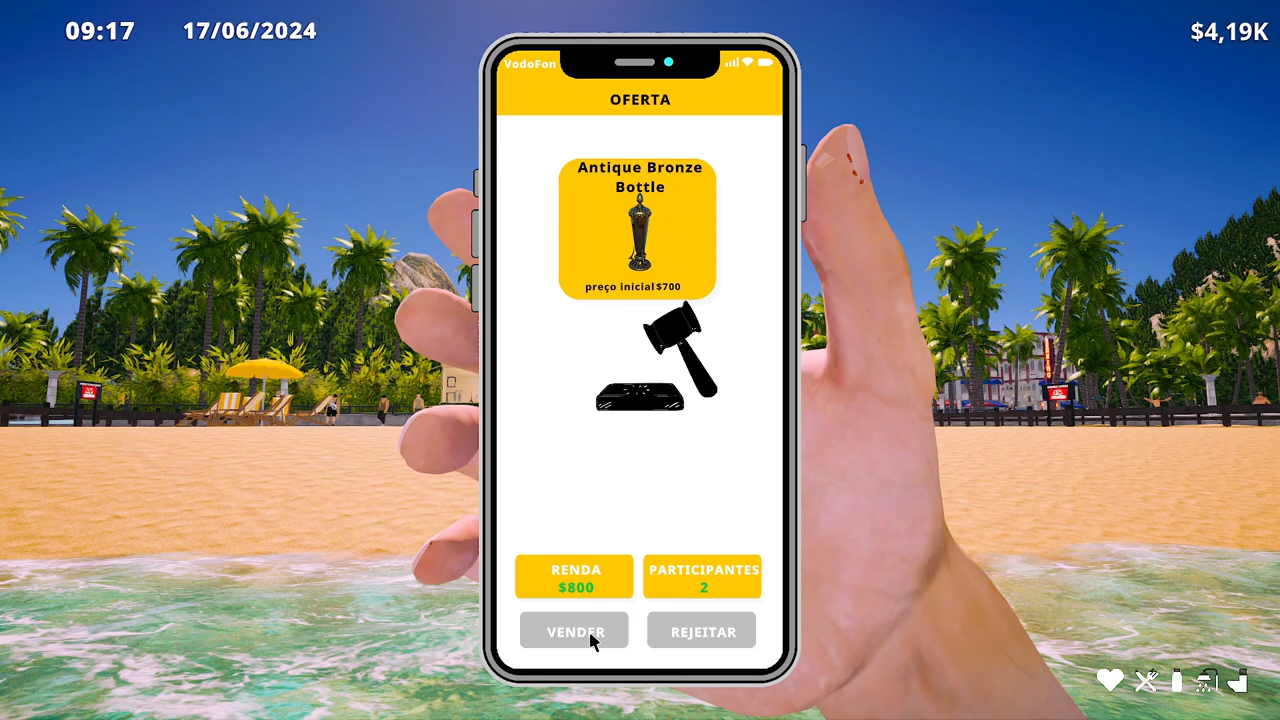 09:17
17/06/2024
$4,19K
VodoFon
OFERTA
Antique Bronze
Bottle
preço inicial $700
RENDA
$800
PARTICIPANTES
2
VENDER
REJEITAR